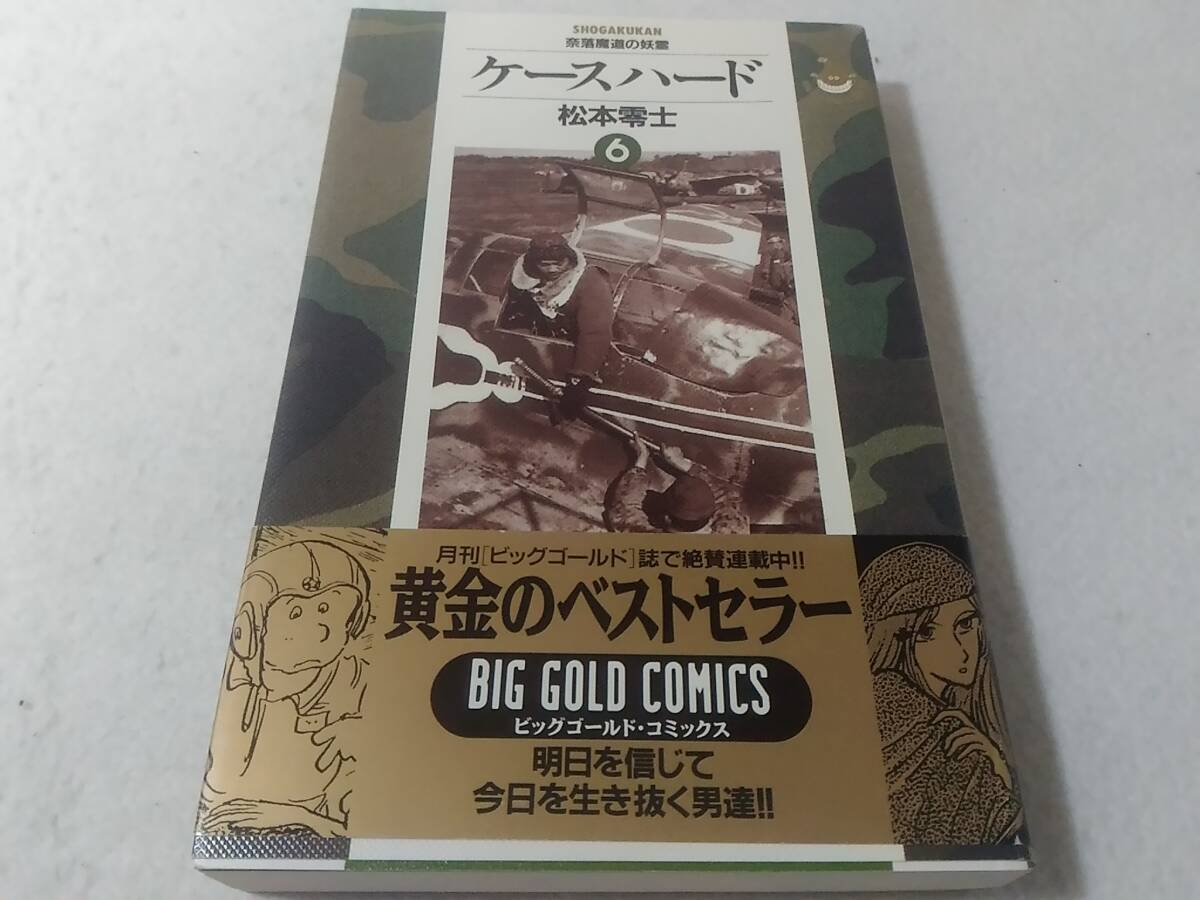 SHOGAKUKAN
奈落魔道の妖霊
ケースハード
松本零士
6
月刊[ビッグゴールド]誌で絶賛連載中!!
黄金のベストセラー
BIG GOLD COMICS
ビッグゴールド・コミックス
明日を信じて
今日を生き抜く男達!!